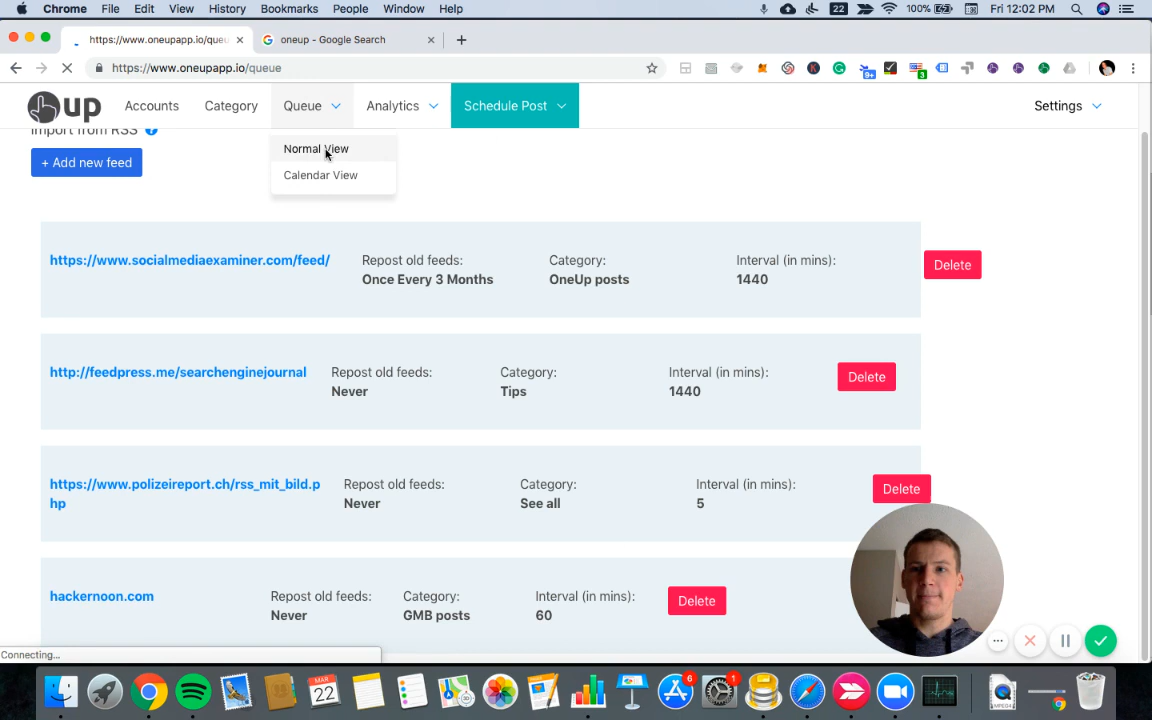 Chrome File Edit View History Bookmarks People Window Help 22 100% Fri 12:02 PM
https://www.oneupapp.io/queu × oneup - Google Search × +
https://www.oneupapp.io/queue 9+ 3
up Accounts Category Queue Analytics Schedule Post Settings
Import from RSS
+ Add new feed
Normal View
Calendar View
https://www.socialmediaexaminer.com/feed/ Repost old feeds: Category: Interval (in mins): Delete
Once Every 3 Months OneUp posts 1440
http://feedpress.me/searchenginejournal Repost old feeds: Category: Interval (in mins): Delete
Never Tips 1440
https://www.polizeireport.ch/rss_mit_bild.p Repost old feeds: Category: Interval (in mins): Delete
hp Never See all 5
hackernoon.com Repost old feeds: Category: Interval (in mins): Delete
Never GMB posts 60
Connecting...
MAR 22 6 1